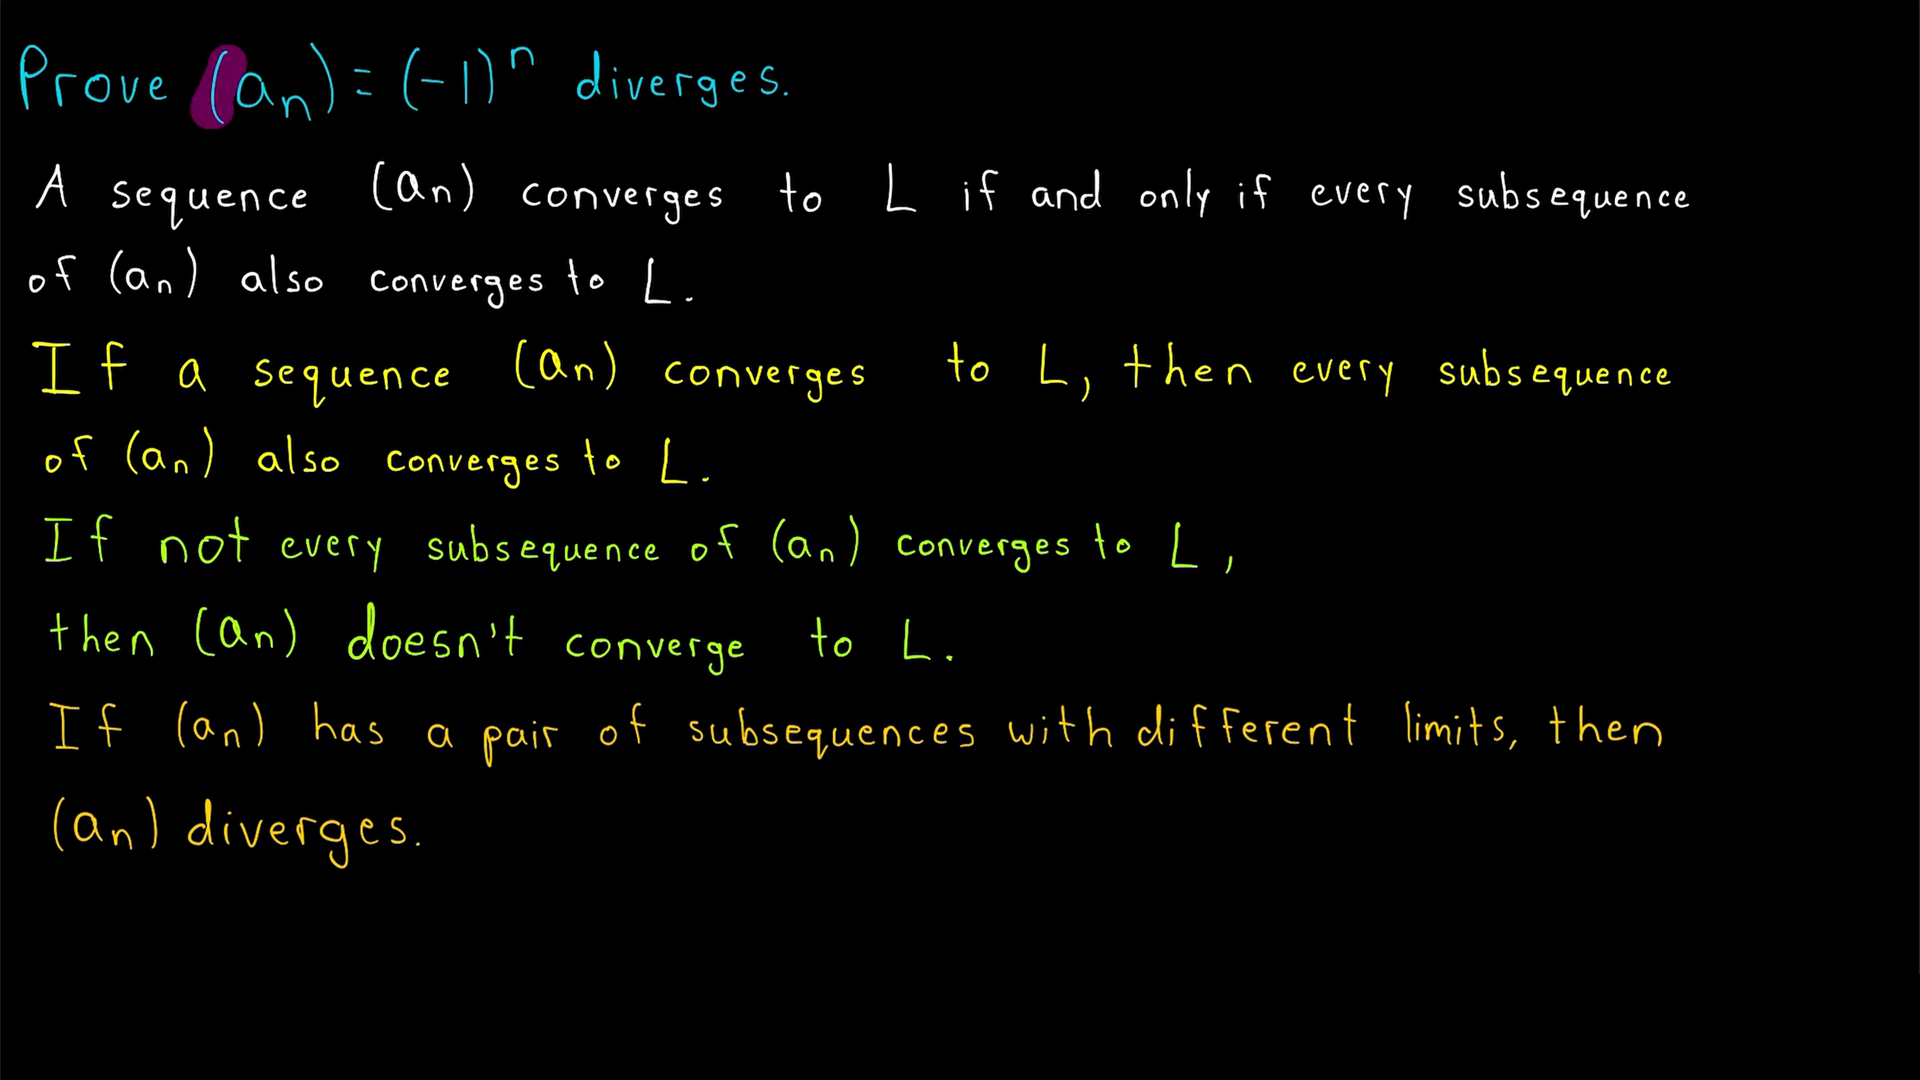 Prove (aₙ) = (-1)ⁿ diverges.
A sequence (aₙ) converges to L if and only if every subsequence
of (aₙ) also converges to L.
If a sequence (aₙ) converges to L, then every subsequence
of (aₙ) also converges to L.
If not every subsequence of (aₙ) converges to L,
then (aₙ) doesn't converge to L.
If (aₙ) has a pair of subsequences with different limits, then
(aₙ) diverges.